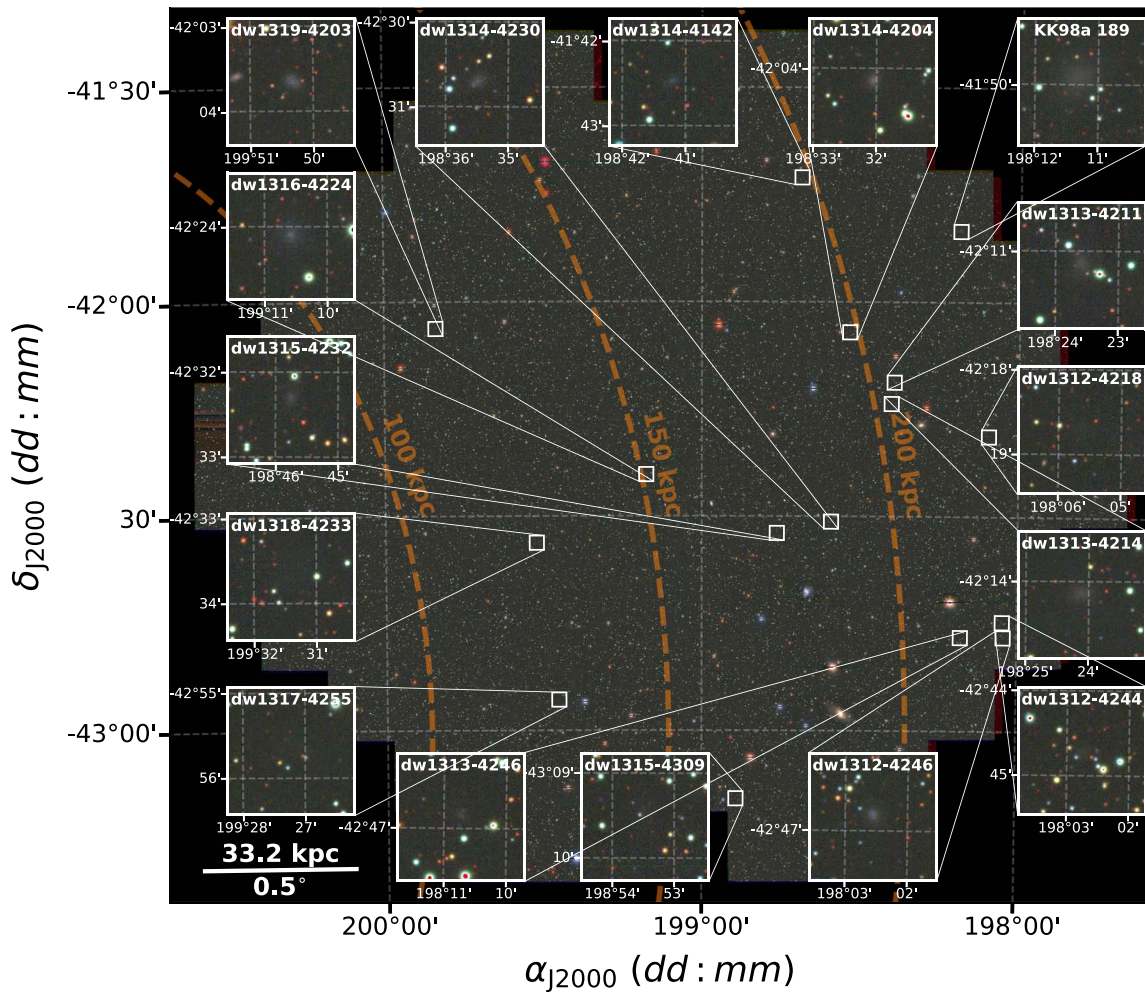 dw1319-4203
-42°03'
04'
199°51' 50'
dw1314-4230
-42°30'
31'
198°36' 35'
dw1314-4142
-41°42'
43'
198°42' 41'
dw1314-4204
-42°04'
198°33' 32'
KK98a 189
-41°50'
198°12' 11'
dw1316-4224
-42°24'
199°11' 10'
dw1313-4211
-42°11'
198°24' 23'
dw1315-4232
-42°32'
33'
198°46' 45'
dw1312-4218
-42°18'
19'
198°06' 05'
dw1318-4233
-42°33'
34'
199°32' 31'
dw1313-4214
-42°14'
198°25' 24'
dw1317-4255
-42°55'
56'
199°28' 27'
dw1312-4244
-42°44'
45'
198°03' 02'
dw1313-4246
-42°47'
198°11' 10'
dw1315-4309
-43°09'
10'
198°54' 53'
dw1312-4246
-42°47'
198°03' 02'
100 kpc
150 kpc
200 kpc
33.2 kpc
0.5°
-41°30'
-42°00'
30'
-43°00'
200°00' 199°00' 198°00'
αJ2000 (dd : mm)
δJ2000 (dd : mm)